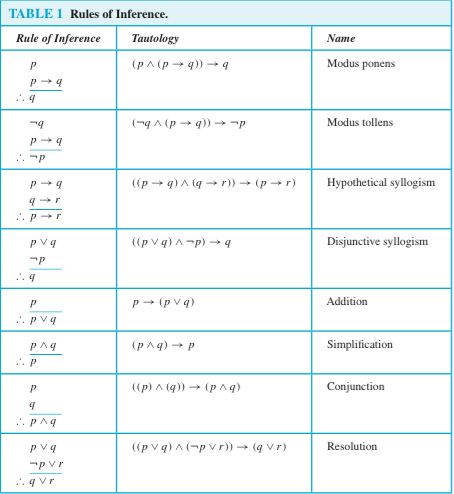 TABLE 1 Rules of Inference.
Rule of Inference Tautology Name
p (p ∧ (p → q)) → q Modus ponens
p → q
∴ q
¬q (¬q ∧ (p → q)) → ¬p Modus tollens
p → q
∴ ¬p
p → q ((p → q) ∧ (q → r)) → (p → r) Hypothetical syllogism
q → r
∴ p → r
p ∨ q ((p ∨ q) ∧ ¬p) → q Disjunctive syllogism
¬p
∴ q
p p → (p ∨ q) Addition
∴ p ∨ q
p ∧ q (p ∧ q) → p Simplification
∴ p
p ((p) ∧ (q)) → (p ∧ q) Conjunction
q
∴ p ∧ q
p ∨ q ((p ∨ q) ∧ (¬p ∨ r)) → (q ∨ r) Resolution
¬p ∨ r
∴ q ∨ r